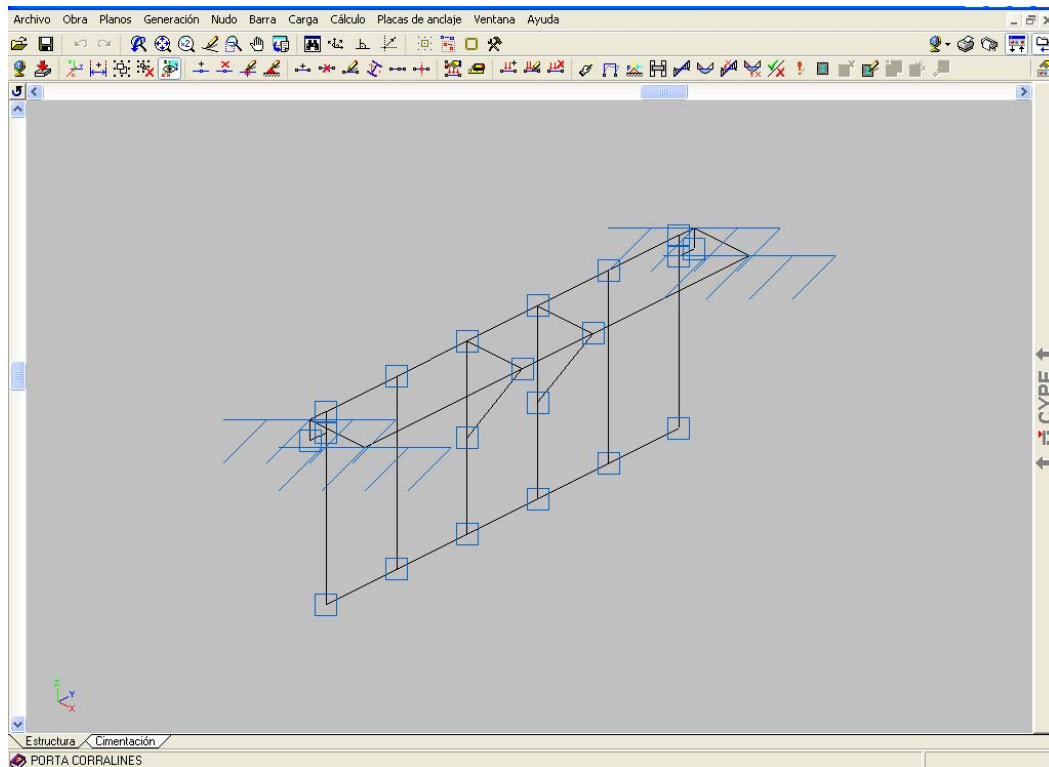 Archivo Obra Planos Generación Nudo Barra Carga Cálculo Placas de anclaje Ventana Ayuda
CYPE
Z
Y
X
Estructura Cimentación
PORTA CORRALINES